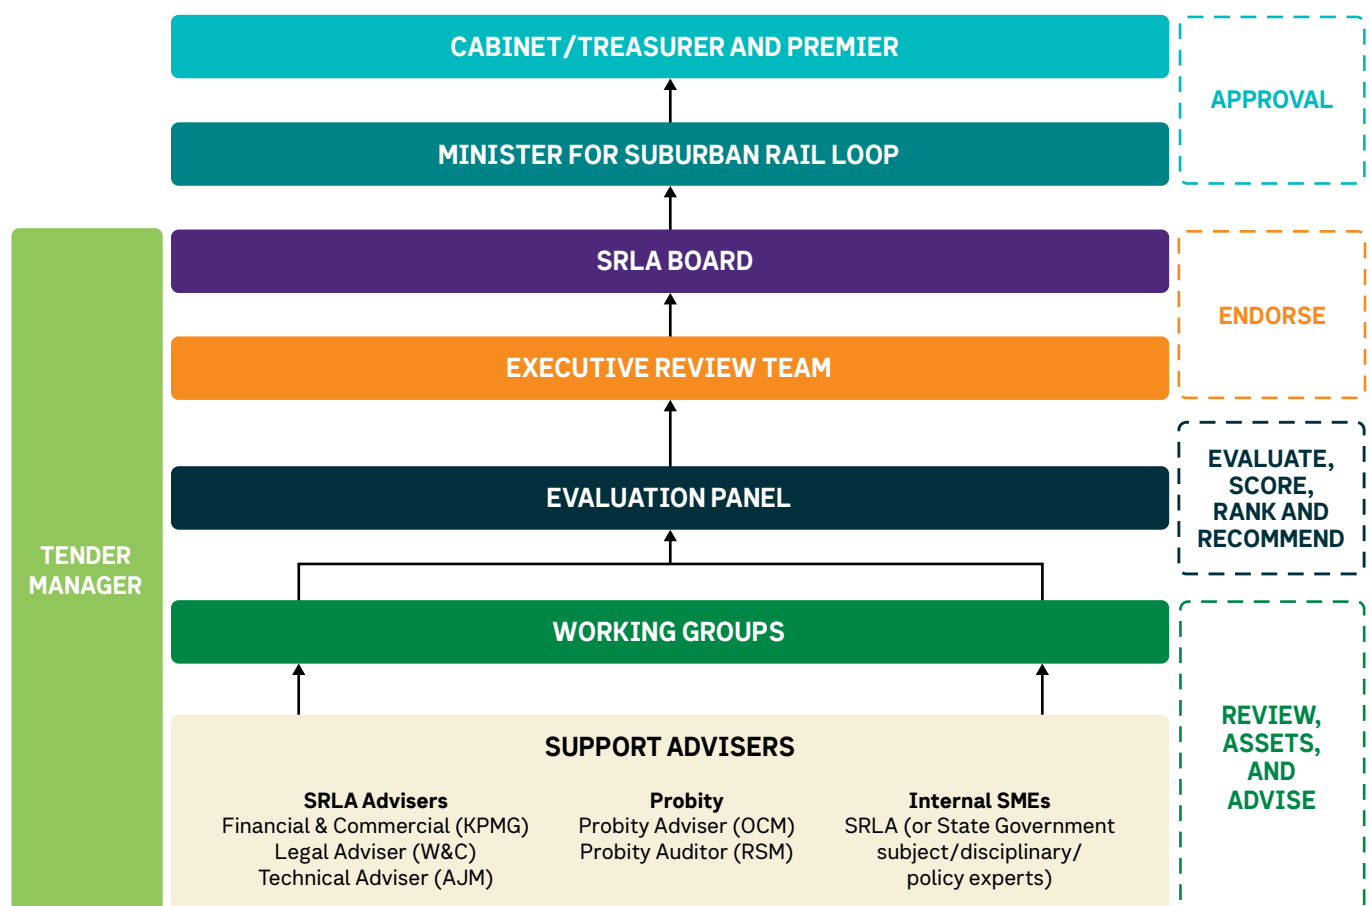 CABINET/TREASURER AND PREMIER
APPROVAL
MINISTER FOR SUBURBAN RAIL LOOP
SRLA BOARD
ENDORSE
EXECUTIVE REVIEW TEAM
EVALUATION PANEL
EVALUATE,
SCORE,
RANK AND
RECOMMEND
TENDER
MANAGER
WORKING GROUPS
REVIEW,
ASSETS,
AND
ADVISE
SUPPORT ADVISERS
SRLA Advisers
Financial & Commercial (KPMG)
Legal Adviser (W&C)
Technical Adviser (AJM)
Probity
Probity Adviser (OCM)
Probity Auditor (RSM)
Internal SMEs
SRLA (or State Government
subject/disciplinary/
policy experts)